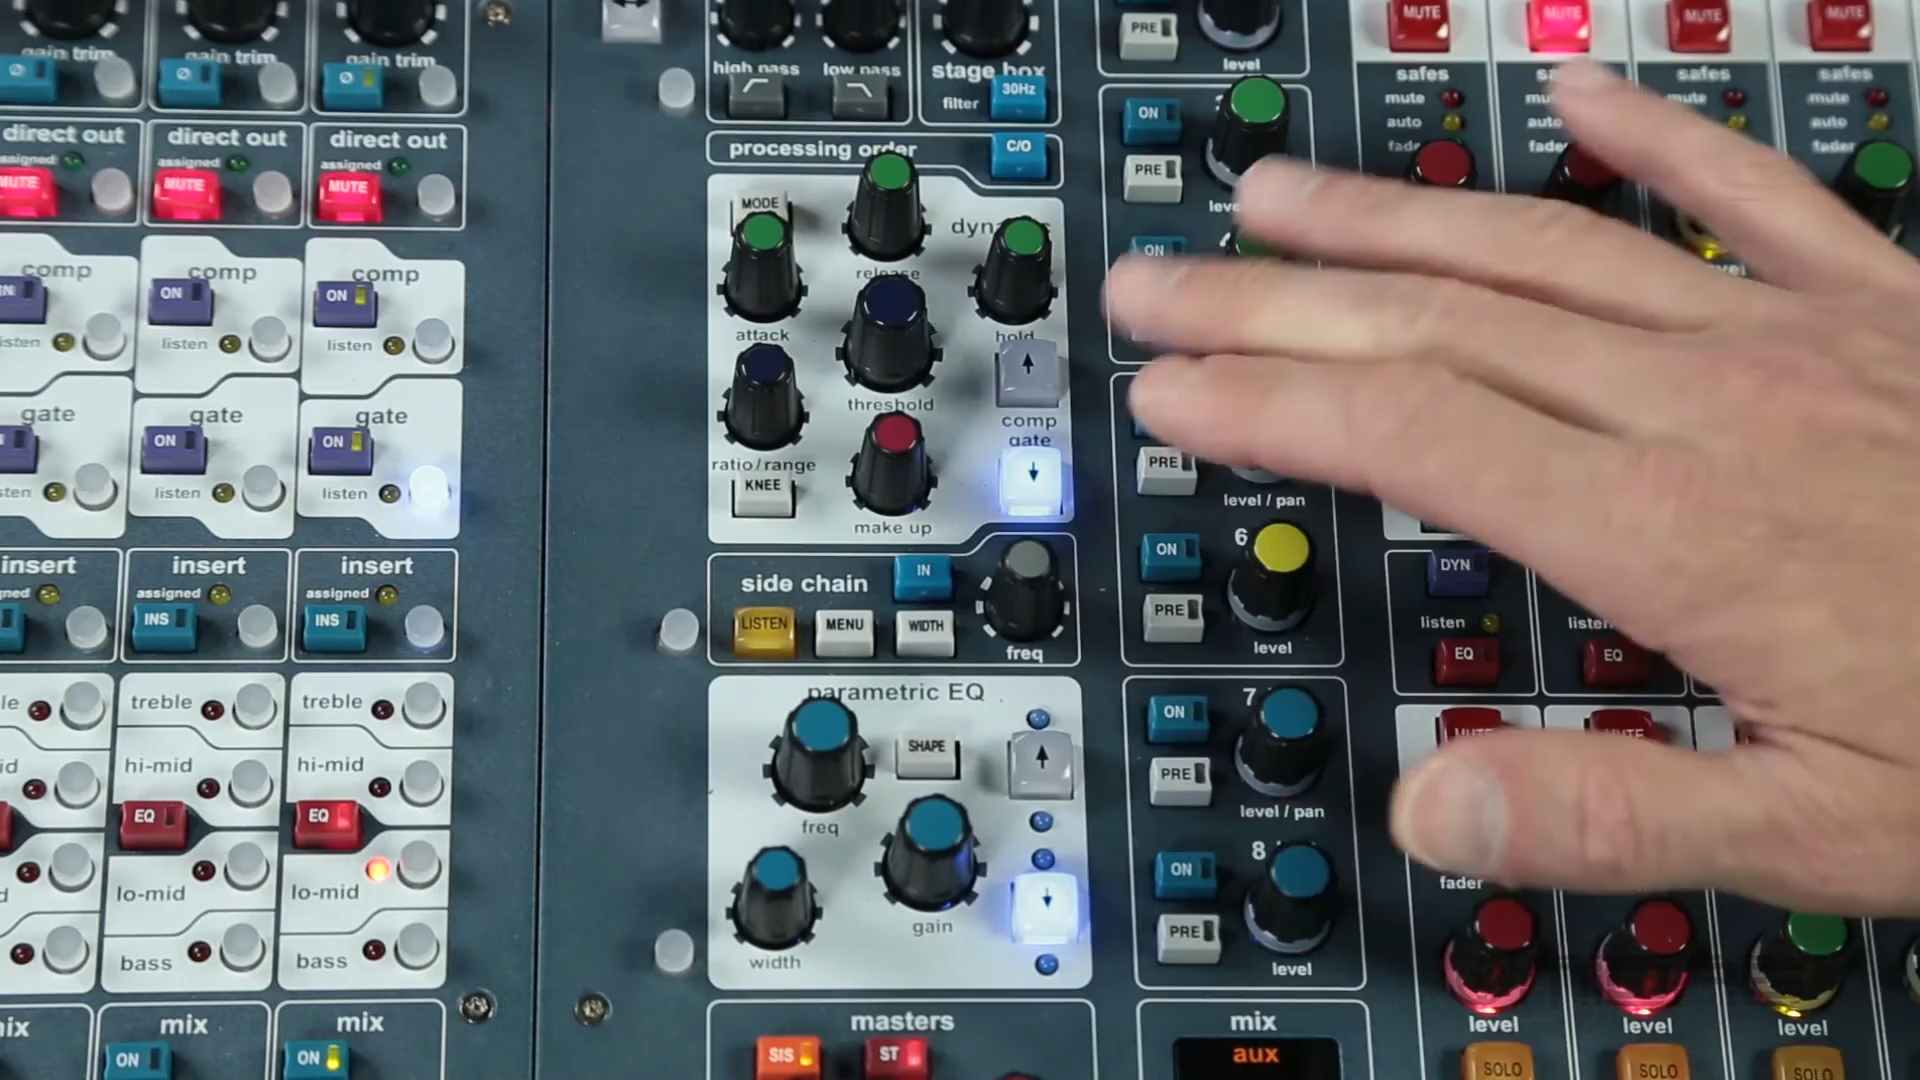 gain trim
gain trim
gain trim
Ø
Ø
Ø
direct out
direct out
direct out
assigned
assigned
assigned
MUTE
MUTE
MUTE
comp
comp
comp
ON
ON
listen
listen
listen
gate
gate
gate
ON
ON
listen
listen
insert
insert
insert
assigned
assigned
INS
INS
treble
treble
hi-mid
hi-mid
EQ
EQ
lo-mid
lo-mid
bass
bass
mix
mix
ON
ON
high pass
low pass
stage box
filter
30Hz
processing order
C/O
MODE
attack
release
hold
threshold
comp
gate
ratio/range
KNEE
make up
side chain
IN
LISTEN
MENU
WIDTH
freq
parametric EQ
SHAPE
freq
gain
width
masters
SIS
ST
PRE
level
ON
PRE
ON
PRE
level / pan
6
ON
PRE
level
7
ON
PRE
level / pan
8
ON
PRE
level
mix
aux
MUTE
MUTE
MUTE
MUTE
safes
safes
safes
mute
mute
mute
auto
auto
auto
fader
DYN
listen
EQ
EQ
MUTE
MUTE
fader
level
level
level
SOLO
SOLO
SOLO